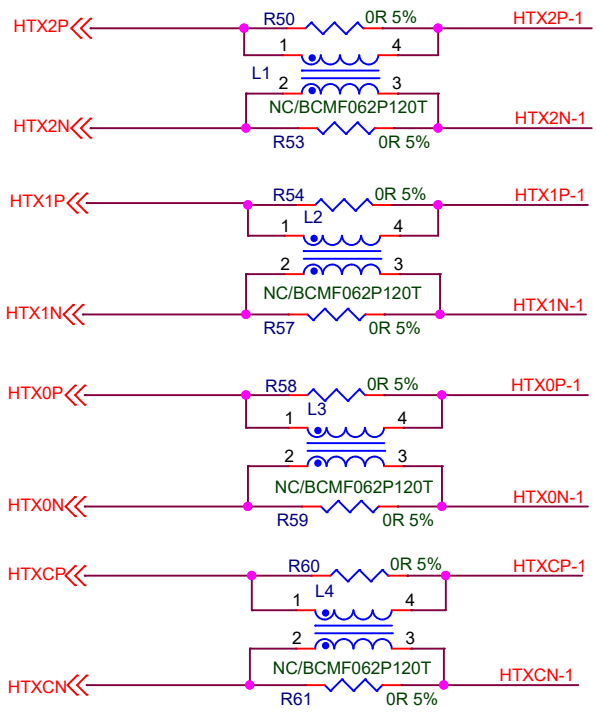 HTX2P R50 0R 5% HTX2P-1
1 4
L1
2 3
NC/BCMF062P120T
HTX2N R53 0R 5% HTX2N-1
HTX1P R54 0R 5% HTX1P-1
L2
1 4
2 3
NC/BCMF062P120T
HTX1N R57 0R 5% HTX1N-1
HTX0P R58 0R 5% HTX0P-1
L3
1 4
2 3
NC/BCMF062P120T
HTX0N R59 0R 5% HTX0N-1
HTXCP R60 0R 5% HTXCP-1
L4
1 4
2 3
NC/BCMF062P120T
HTXCN R61 0R 5% HTXCN-1